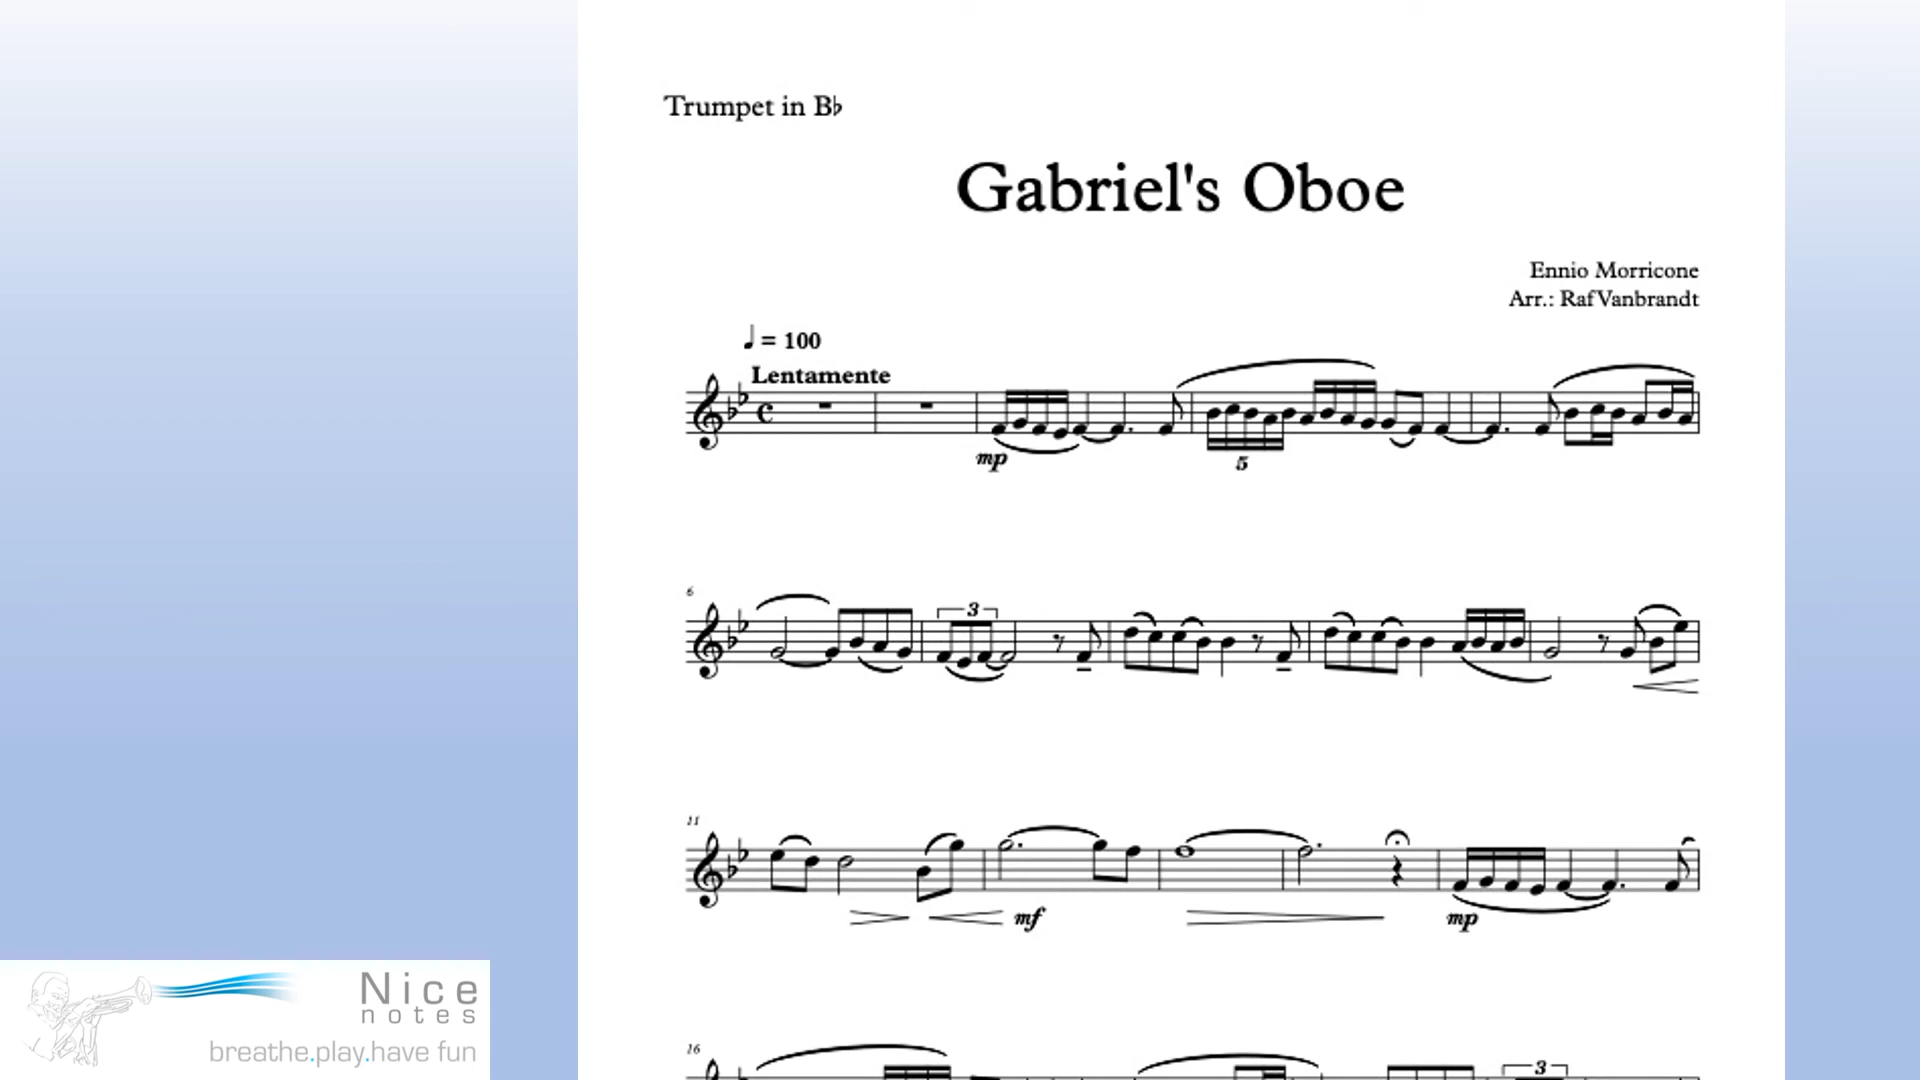 Trumpet in B♭
Gabriel's Oboe
Ennio Morricone
Arr.: Raf Vanbrandt
♩ = 100
Lentamente
mp
5
6
3
11
mf
mp
16
3
Nice
notes
breathe.play.have fun